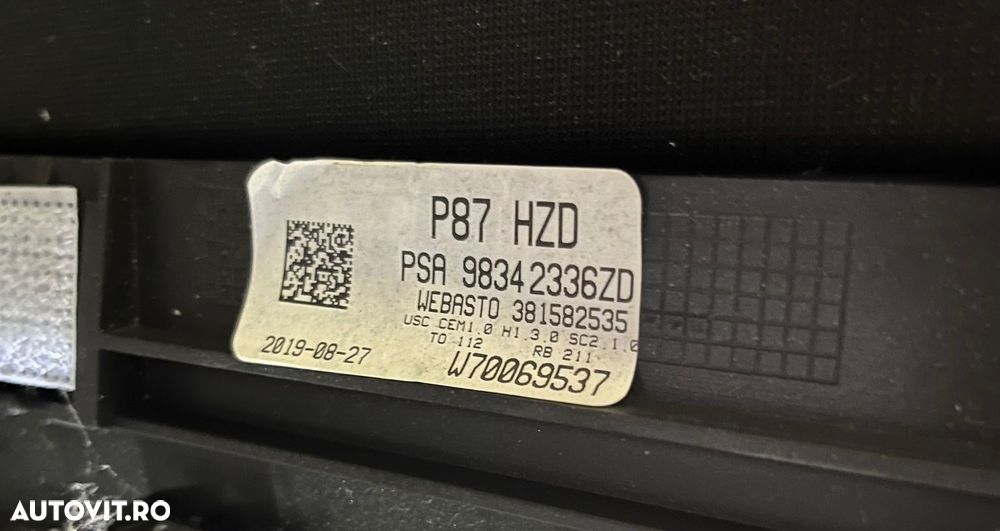 P87 HZD
PSA 98342336ZD
WEBASTO 381582535
USC CEM1.0 H1.3.0 SC2.1.0
TO 112 RB 211
2019-08-27
W70069537
AUTOVIT.RO